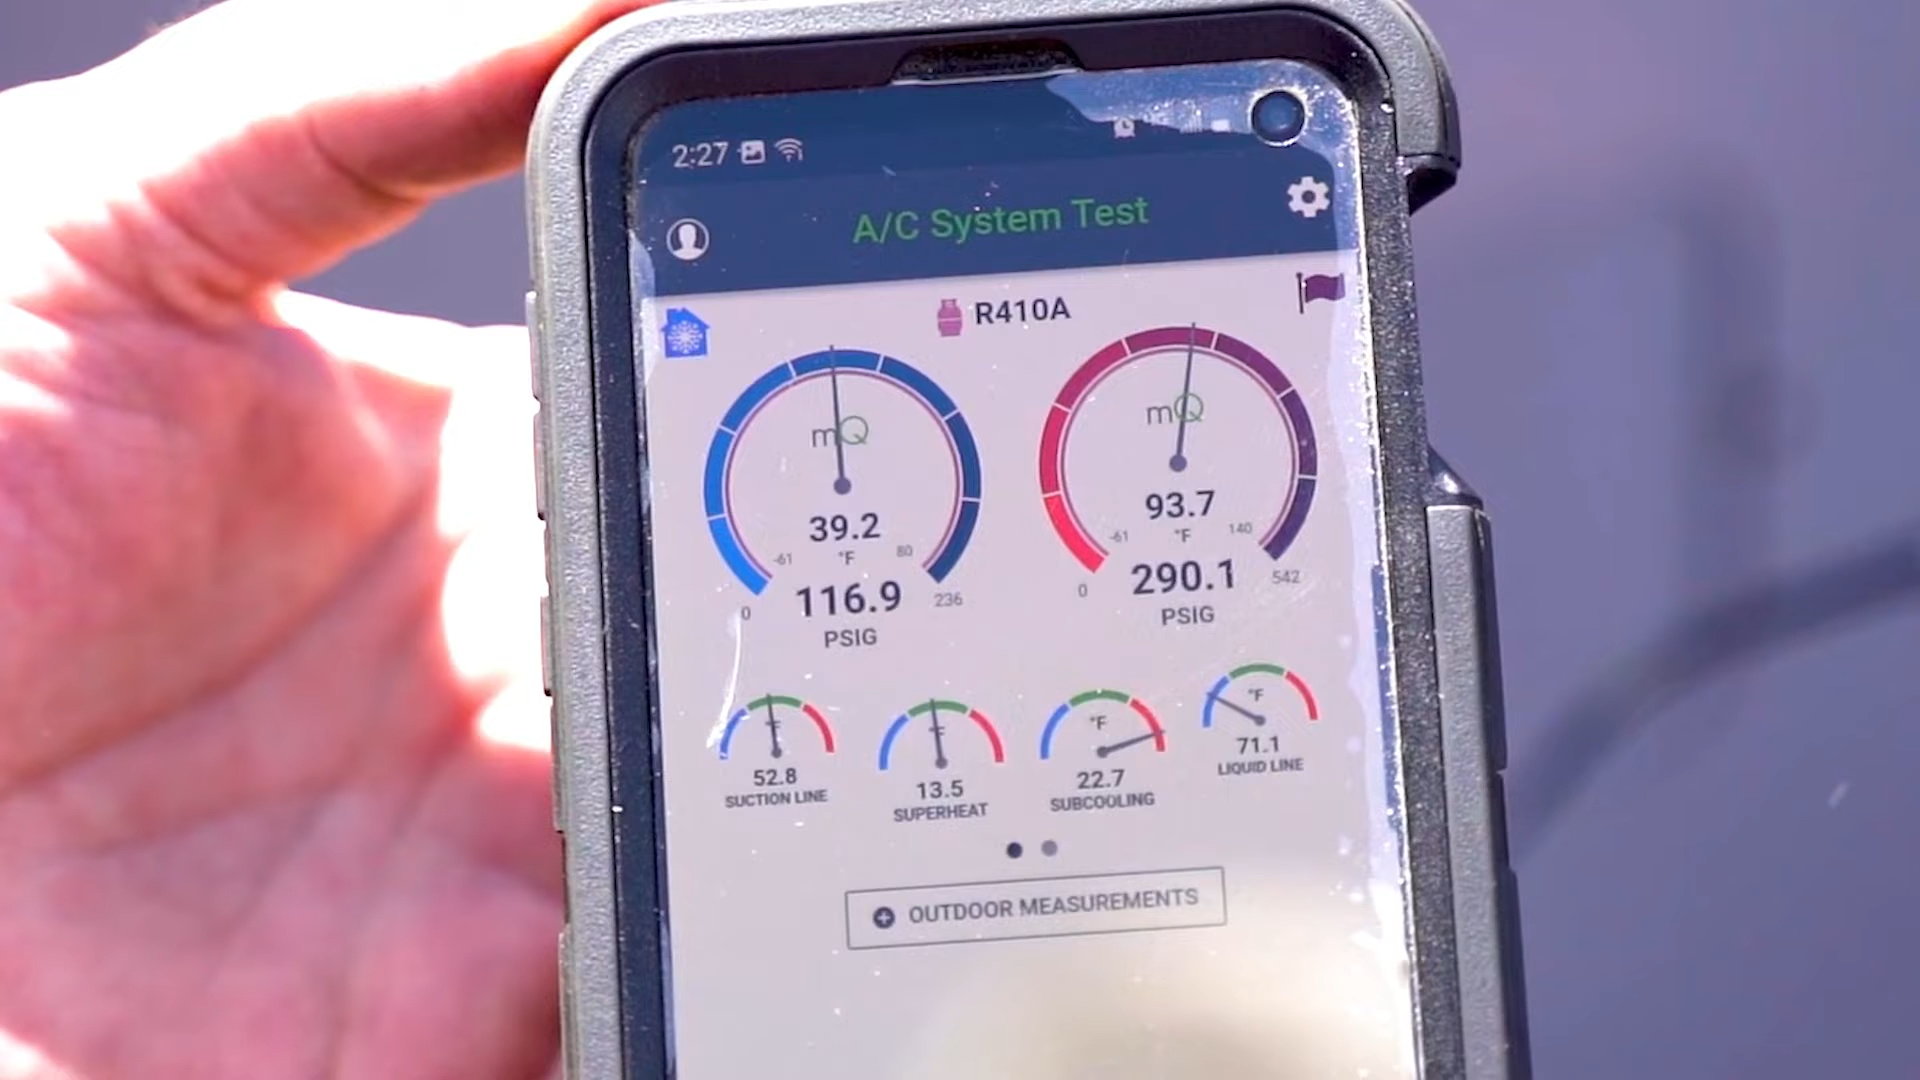 2:27
A/C System Test
R410A
mQ
39.2
°F
-61
80
116.9
0
236
PSIG
mQ
93.7
°F
-61
140
290.1
0
542
PSIG
°F
52.8
SUCTION LINE
°F
13.5
SUPERHEAT
°F
22.7
SUBCOOLING
°F
71.1
LIQUID LINE
OUTDOOR MEASUREMENTS